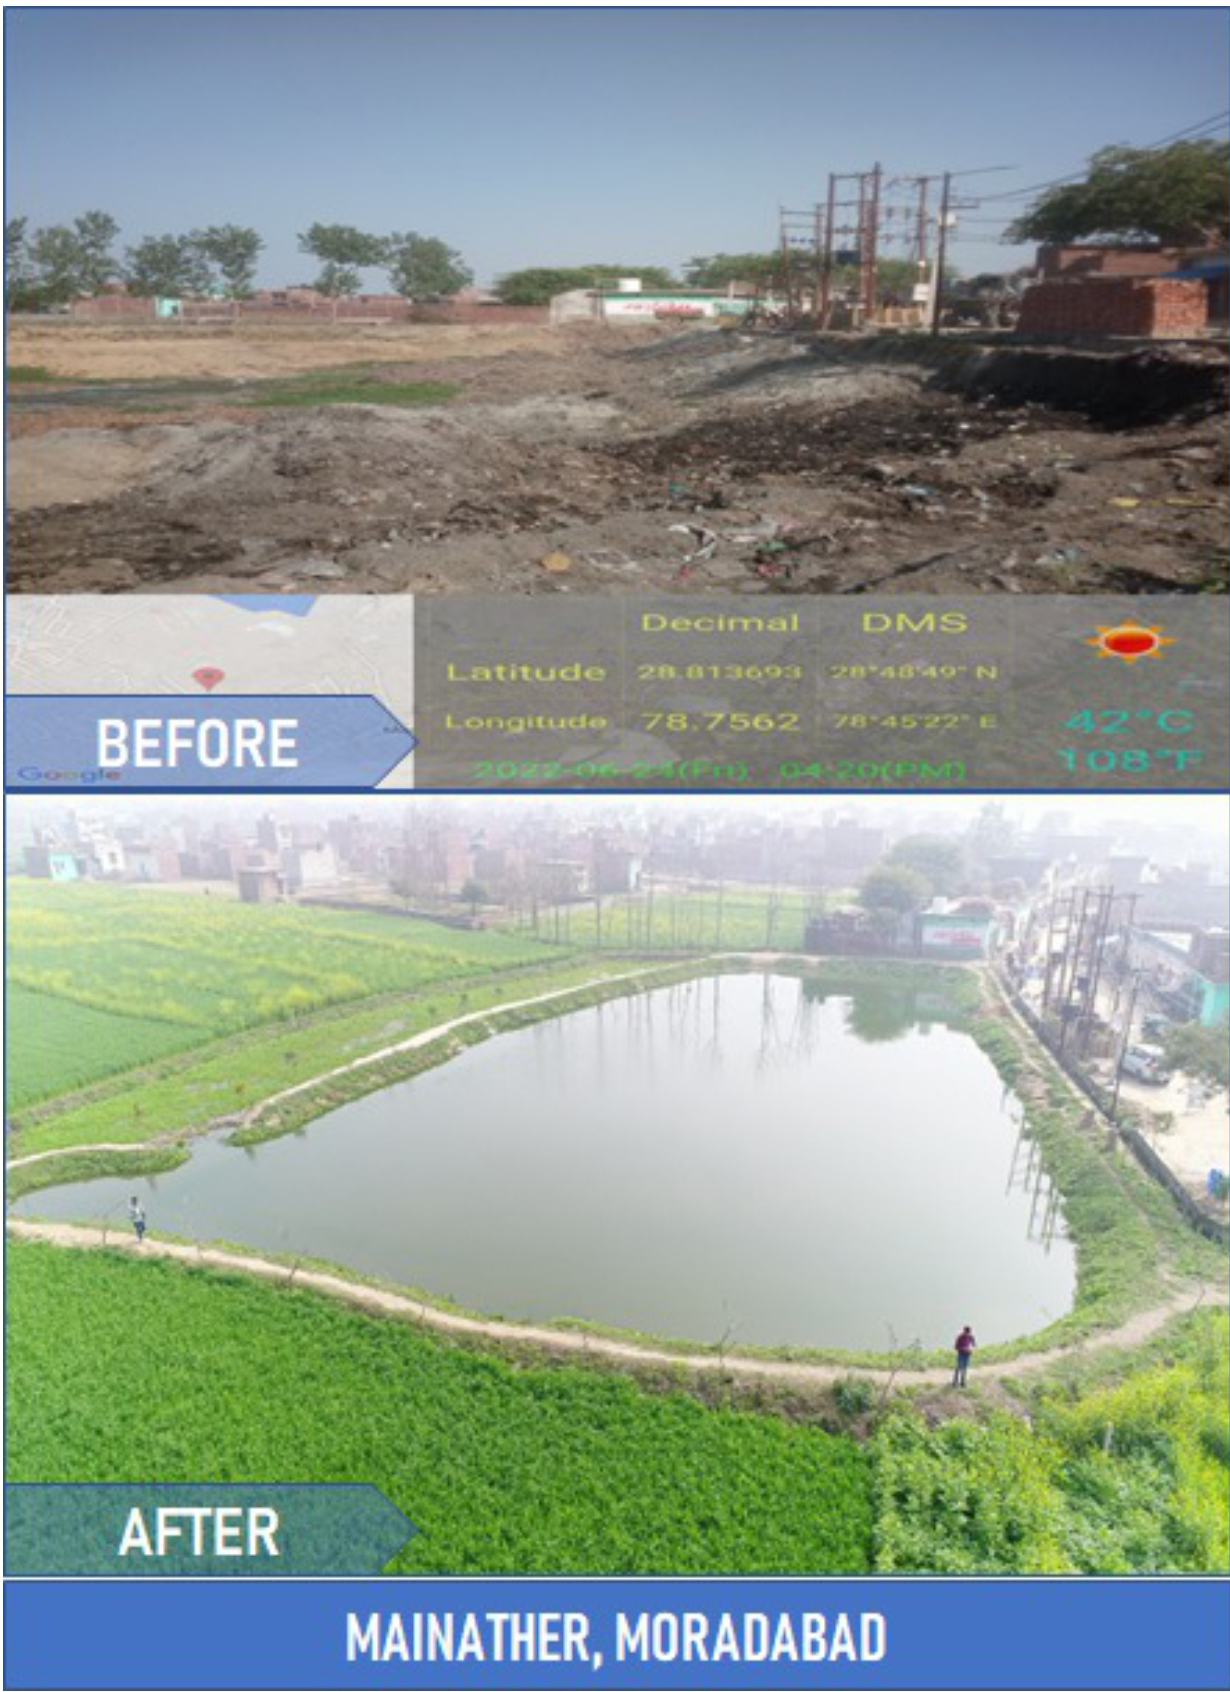 Decimal DMS
Latitude 28.813693 28°48'49" N
Longitude 78.7562 78°45'22" E
2022-06-24(Fri) 04:20(PM)
42°C
108°F
BEFORE
Google
AFTER
MAINATHER, MORADABAD